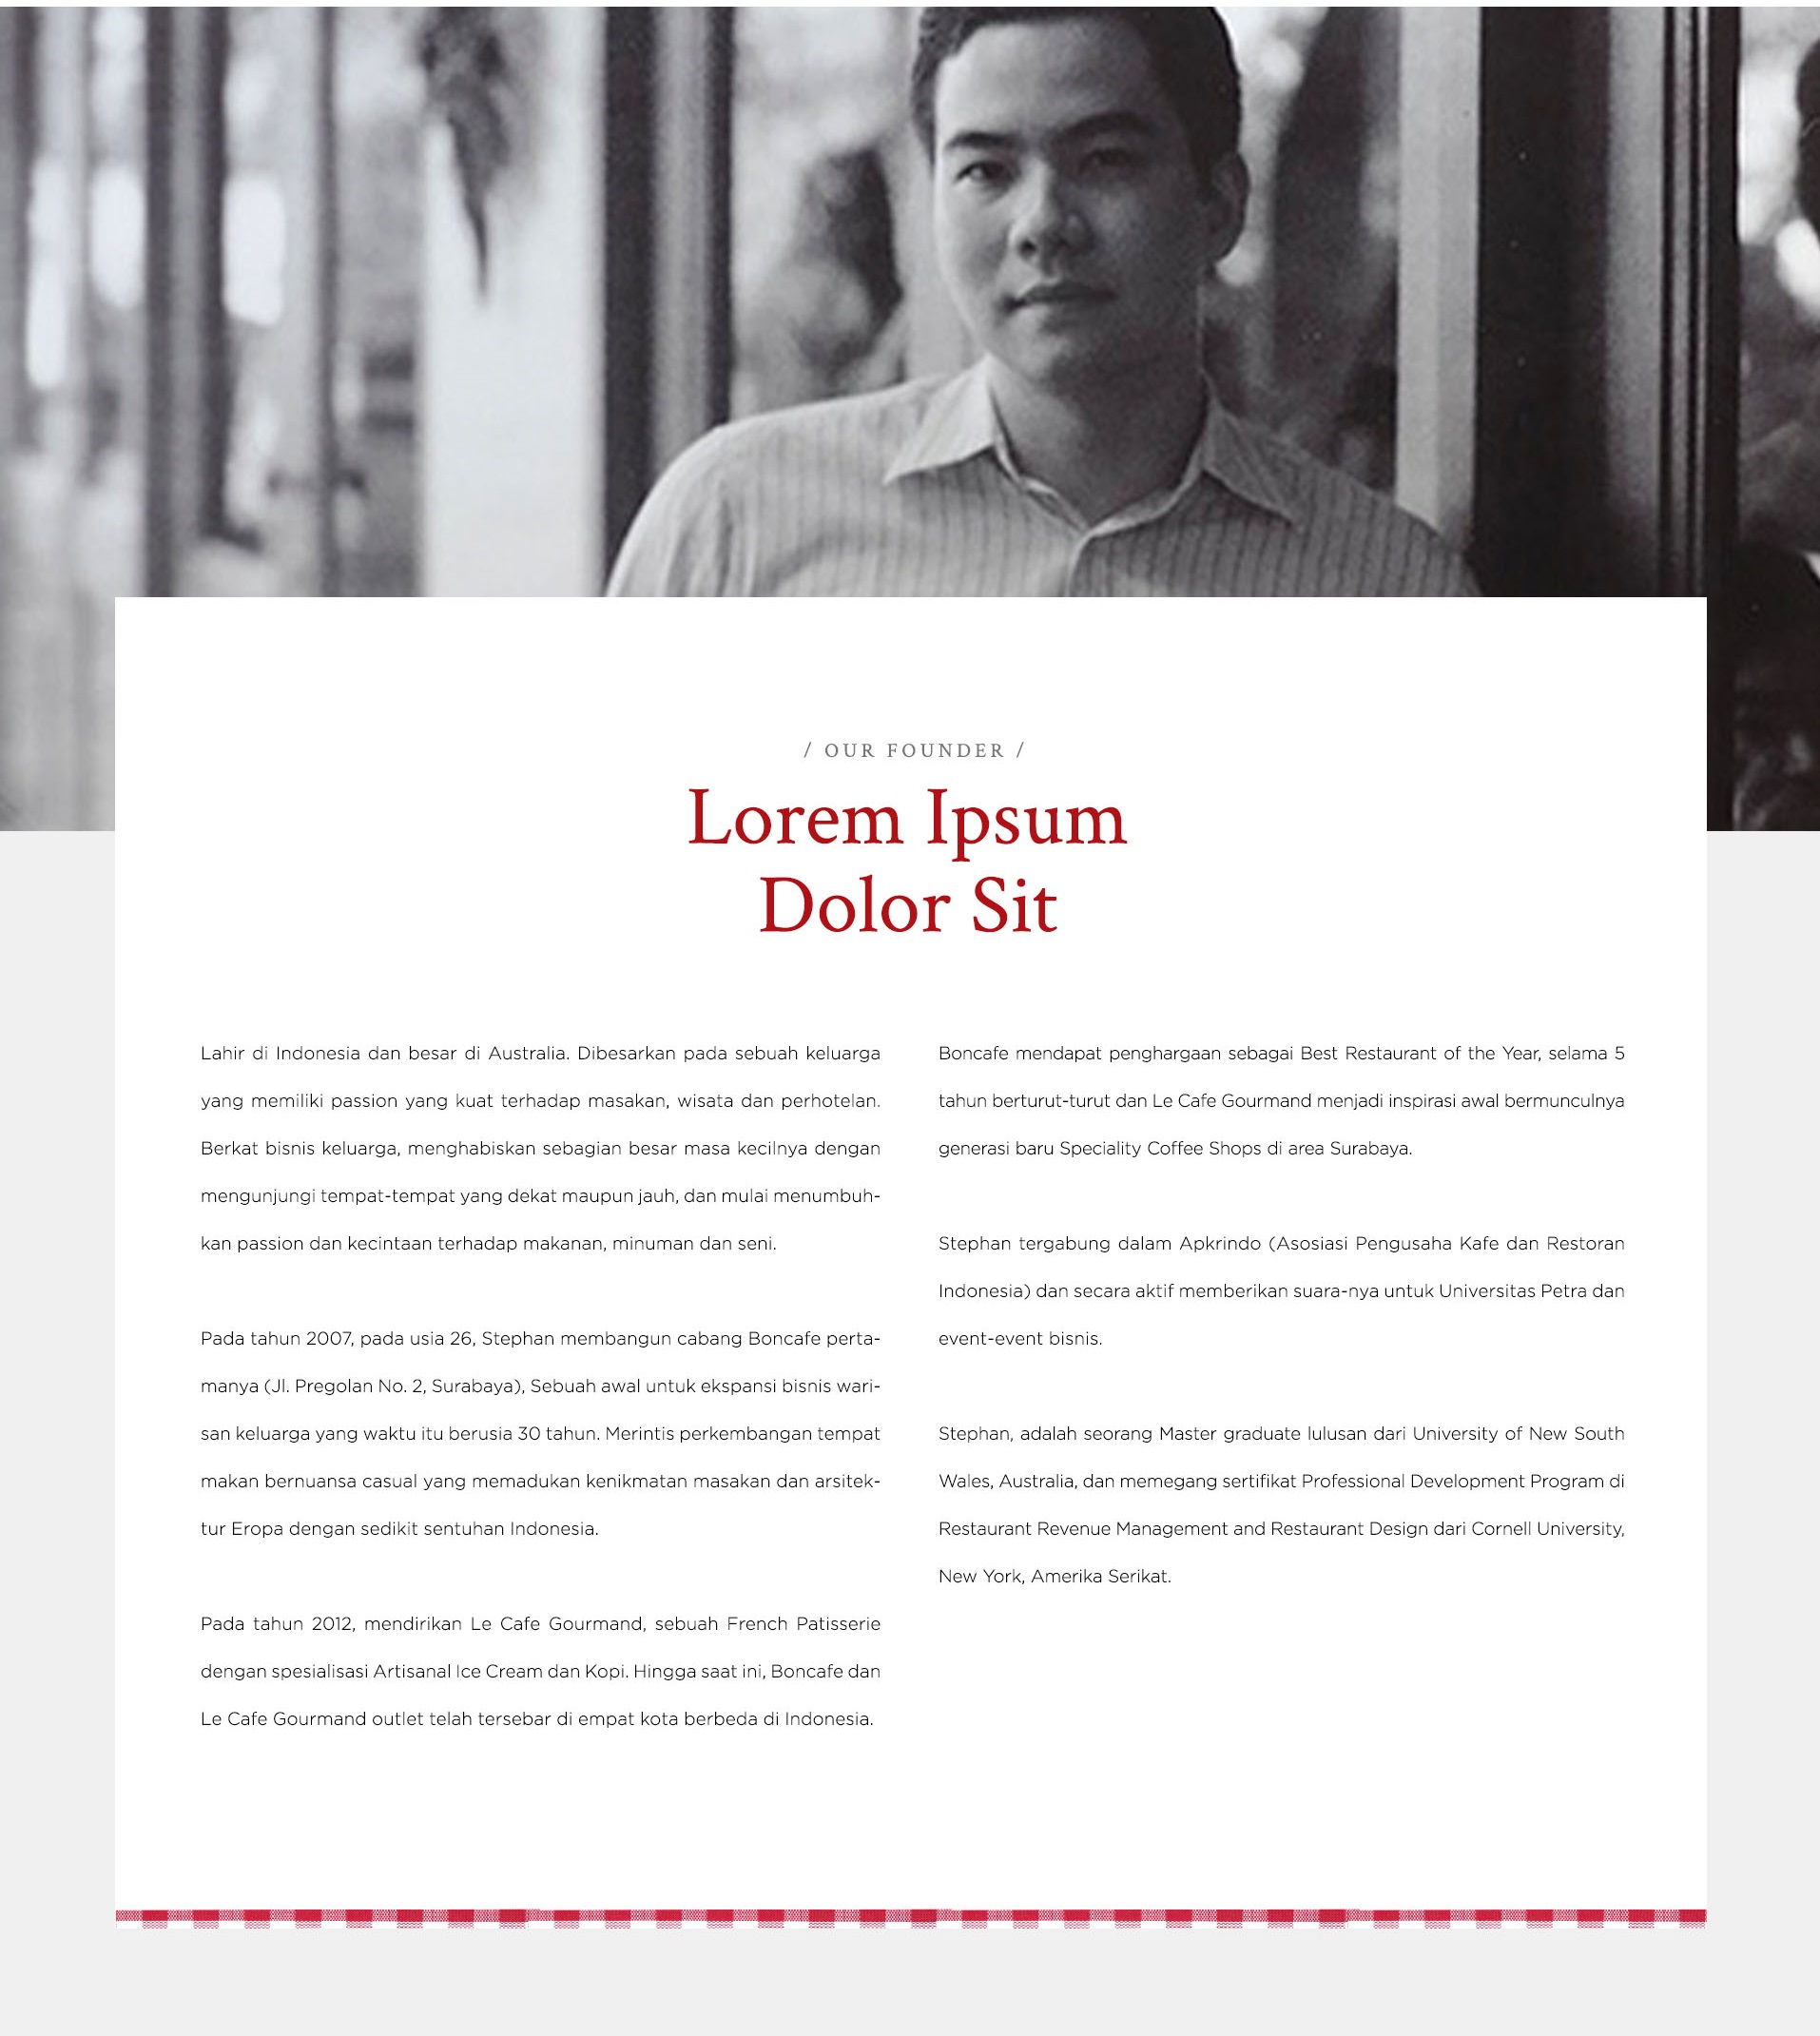 / OUR FOUNDER /
Lorem Ipsum
Dolor Sit
Lahir di Indonesia dan besar di Australia. Dibesarkan pada sebuah keluarga
yang memiliki passion yang kuat terhadap masakan, wisata dan perhotelan.
Berkat bisnis keluarga, menghabiskan sebagian besar masa kecilnya dengan
mengunjungi tempat-tempat yang dekat maupun jauh, dan mulai menumbuh-
kan passion dan kecintaan terhadap makanan, minuman dan seni.
Pada tahun 2007, pada usia 26, Stephan membangun cabang Boncafe perta-
manya (Jl. Pregolan No. 2, Surabaya), Sebuah awal untuk ekspansi bisnis wari-
san keluarga yang waktu itu berusia 30 tahun. Merintis perkembangan tempat
makan bernuansa casual yang memadukan kenikmatan masakan dan arsitek-
tur Eropa dengan sedikit sentuhan Indonesia.
Pada tahun 2012, mendirikan Le Cafe Gourmand, sebuah French Patisserie
dengan spesialisasi Artisanal Ice Cream dan Kopi. Hingga saat ini, Boncafe dan
Le Cafe Gourmand outlet telah tersebar di empat kota berbeda di Indonesia.
Boncafe mendapat penghargaan sebagai Best Restaurant of the Year, selama 5
tahun berturut-turut dan Le Cafe Gourmand menjadi inspirasi awal bermunculnya
generasi baru Speciality Coffee Shops di area Surabaya.
Stephan tergabung dalam Apkrindo (Asosiasi Pengusaha Kafe dan Restoran
Indonesia) dan secara aktif memberikan suara-nya untuk Universitas Petra dan
event-event bisnis.
Stephan, adalah seorang Master graduate lulusan dari University of New South
Wales, Australia, dan memegang sertifikat Professional Development Program di
Restaurant Revenue Management and Restaurant Design dari Cornell University,
New York, Amerika Serikat.